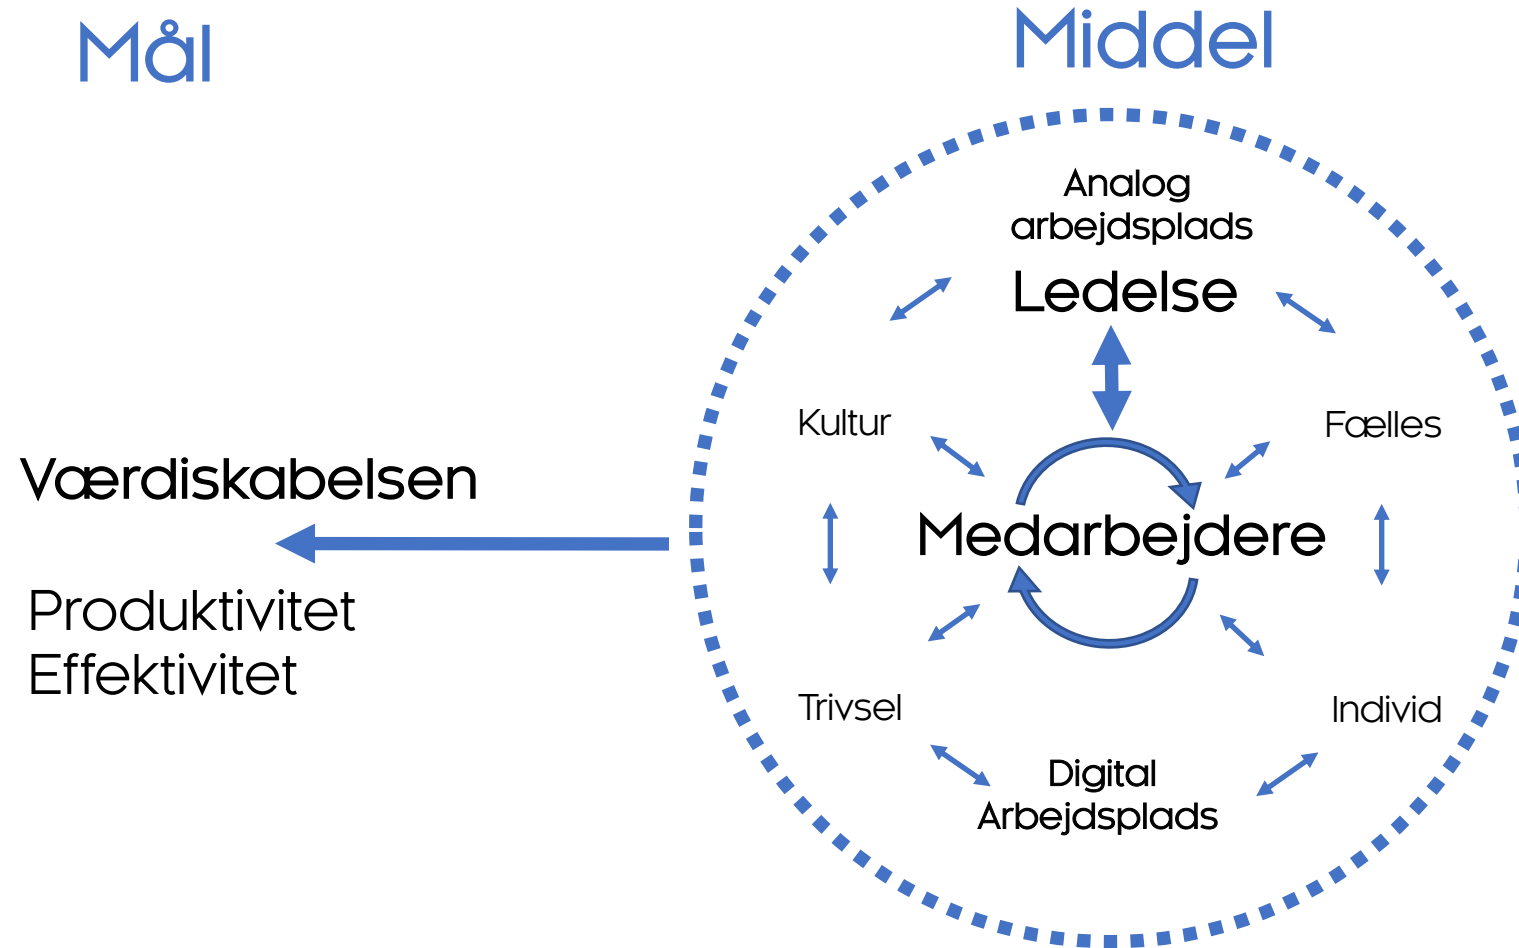 Mål
Middel
Analog
arbejdsplads
Ledelse
Kultur
Fælles
Værdiskabelsen
Medarbejdere
Produktivitet
Effektivitet
Trivsel
Individ
Digital
Arbejdsplads